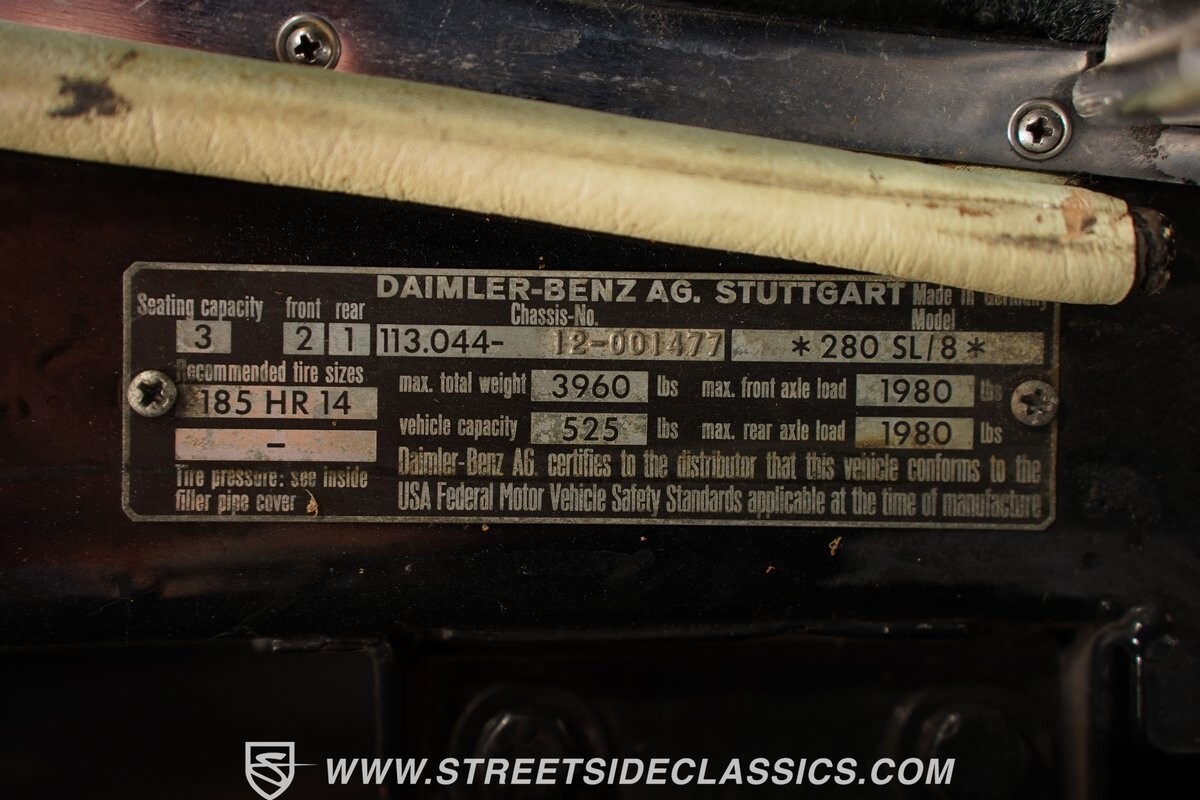 DAIMLER-BENZ AG. STUTTGART Made in Germany
Seating capacity front rear Chassis-No. Model
3 2 1 113.044- 12-001477 *280 SL/8*
Recommended tire sizes
185 HR 14
–
max. total weight 3960 lbs max. front axle load 1980 lbs
vehicle capacity 525 lbs max. rear axle load 1980 lbs
Tire pressure: see inside
filler pipe cover
Daimler-Benz AG. certifies to the distributor that this vehicle conforms to the
USA Federal Motor Vehicle Safety Standards applicable at the time of manufacture
WWW.STREETSIDECLASSICS.COM